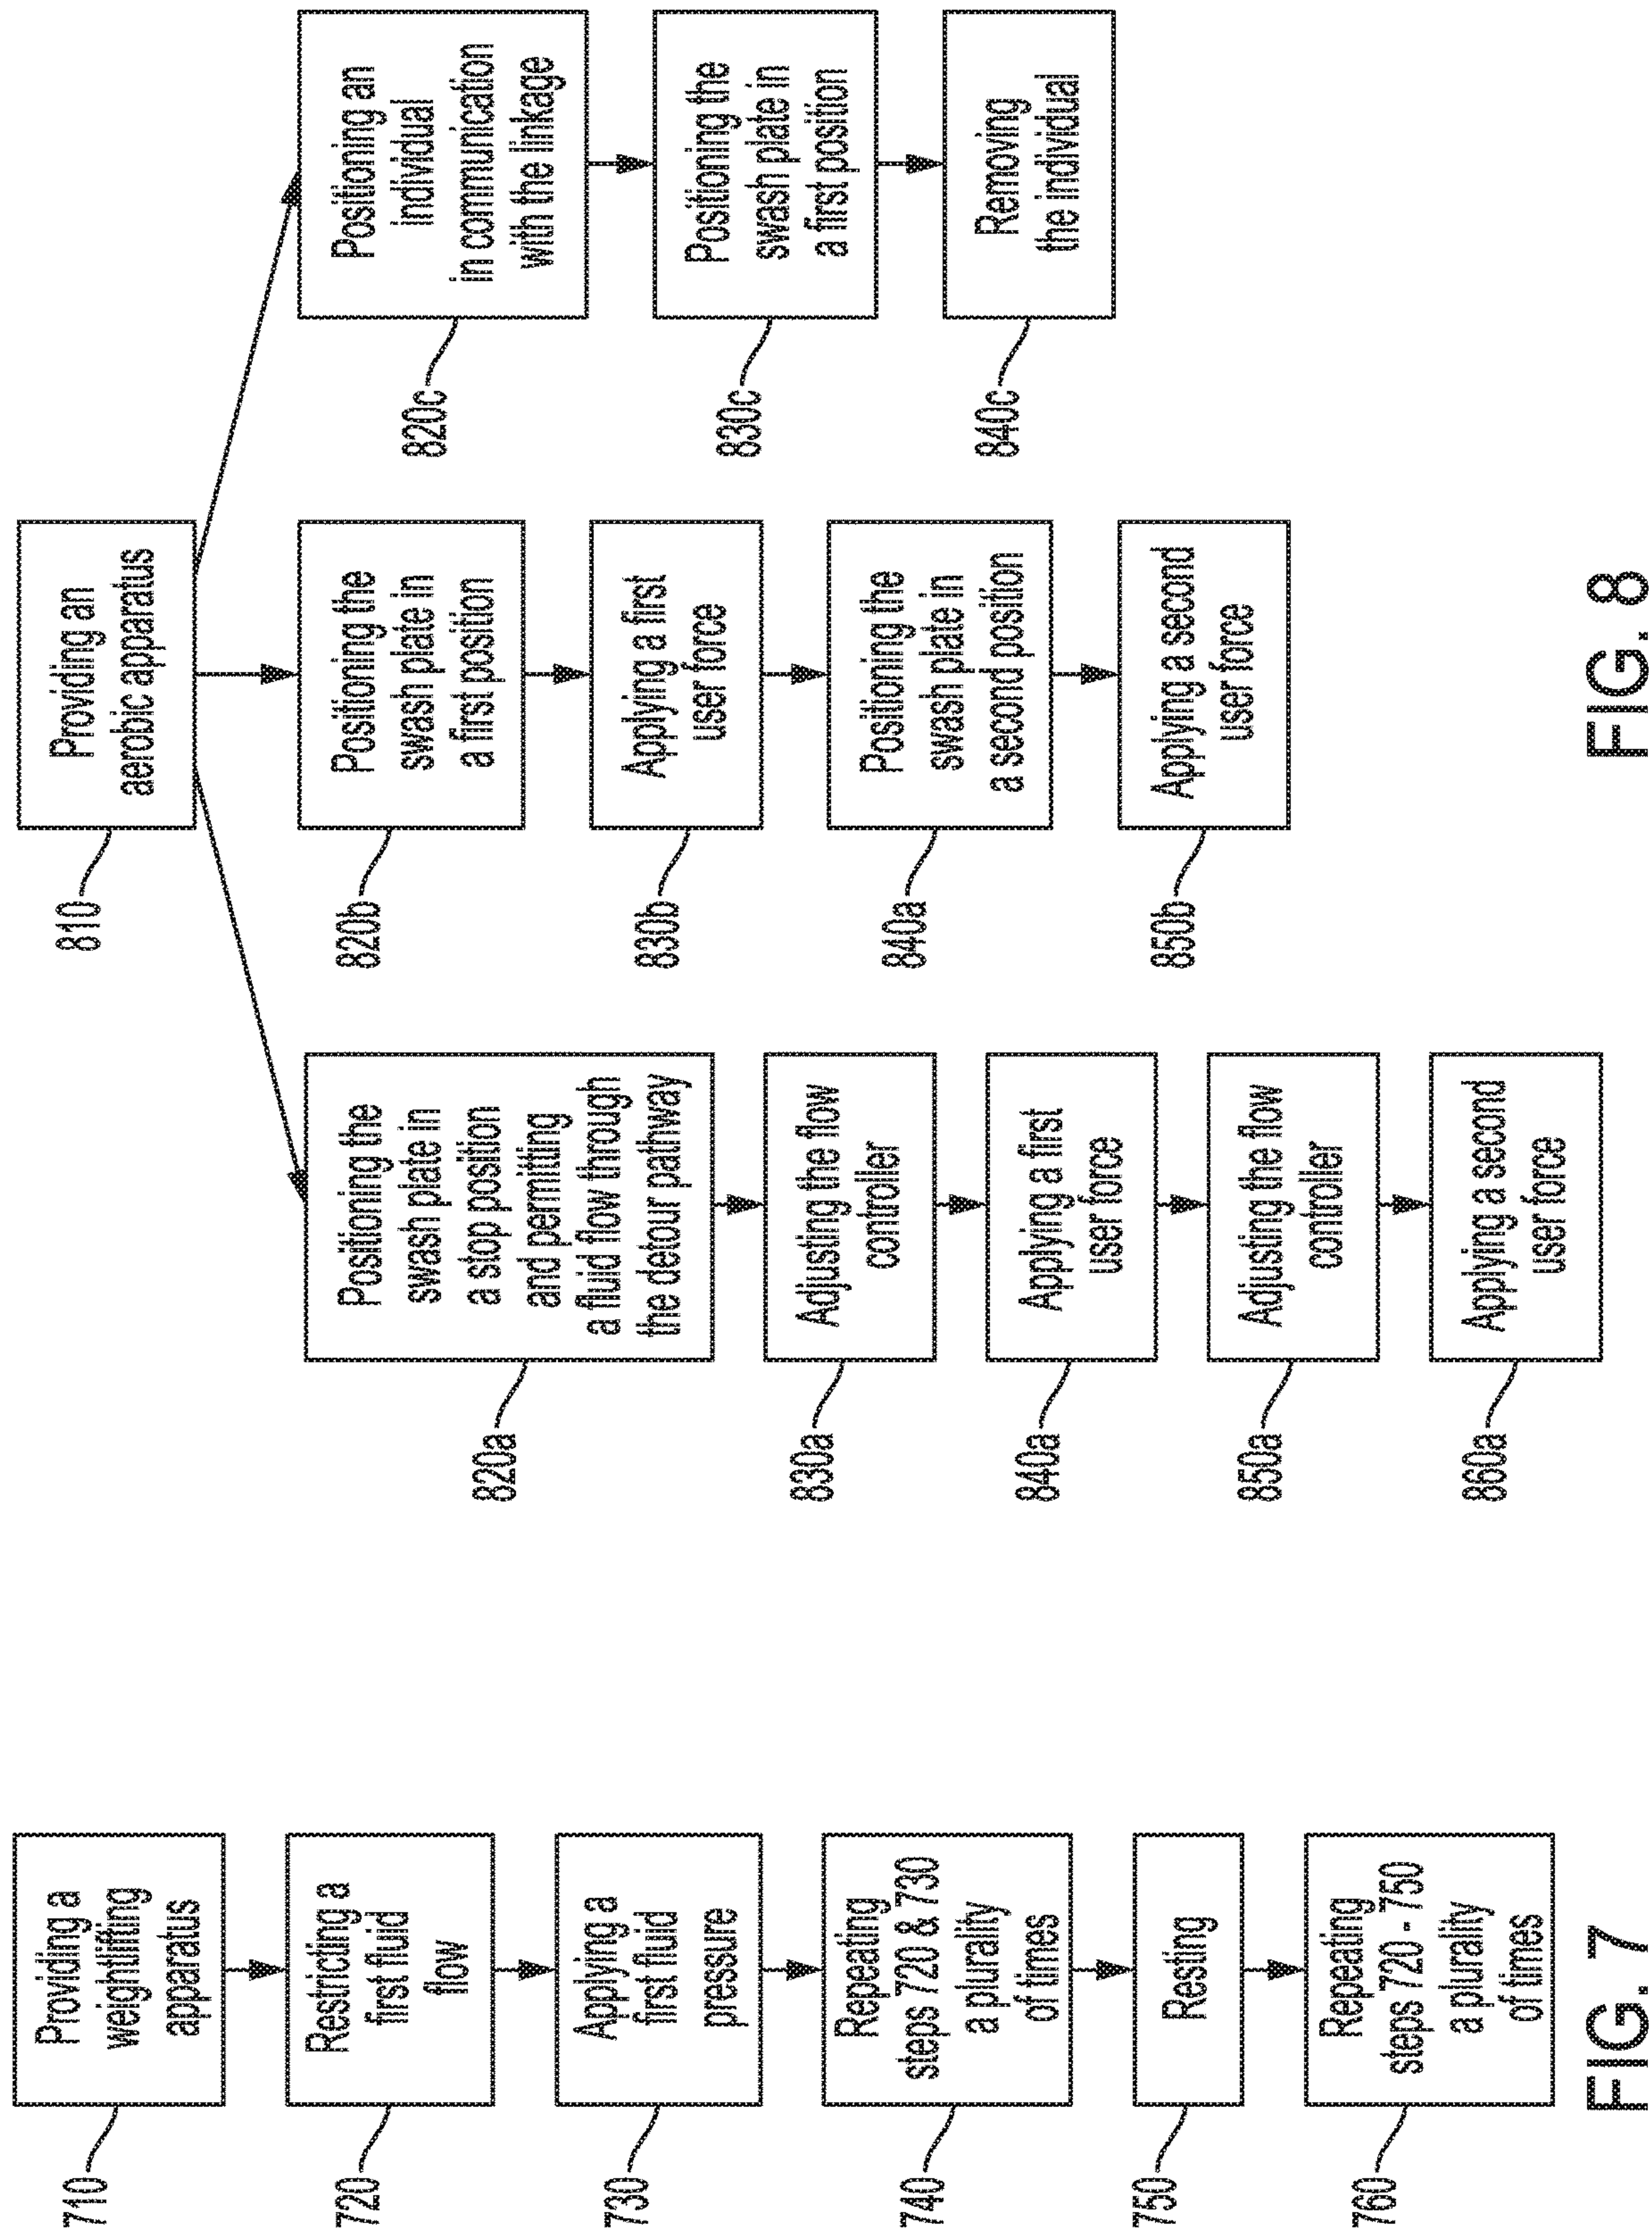 710
Providing a
weightlifting
apparatus
720
Restricting a
first fluid
flow
730
Applying a
first fluid
pressure
740
Repeating
steps 720 & 730
a plurality
of times
750
Resting
760
Repeating
steps 720 - 750
a plurality
of times
FIG. 7
810
Providing an
aerobic apparatus
820a
Positioning the
swash plate in
a stop position
and permitting
a fluid flow through
the detour pathway
830a
Adjusting the flow
controller
840a
Applying a first
user force
850a
Adjusting the flow
controller
860a
Applying a second
user force
820b
Positioning the
swash plate in
a first position
830b
Applying a first
user force
840a
Positioning the
swash plate in
a second position
850b
Applying a second
user force
820c
Positioning an
individual
in communication
with the linkage
830c
Positioning the
swash plate in
a first position
840c
Removing
the individual
FIG. 8